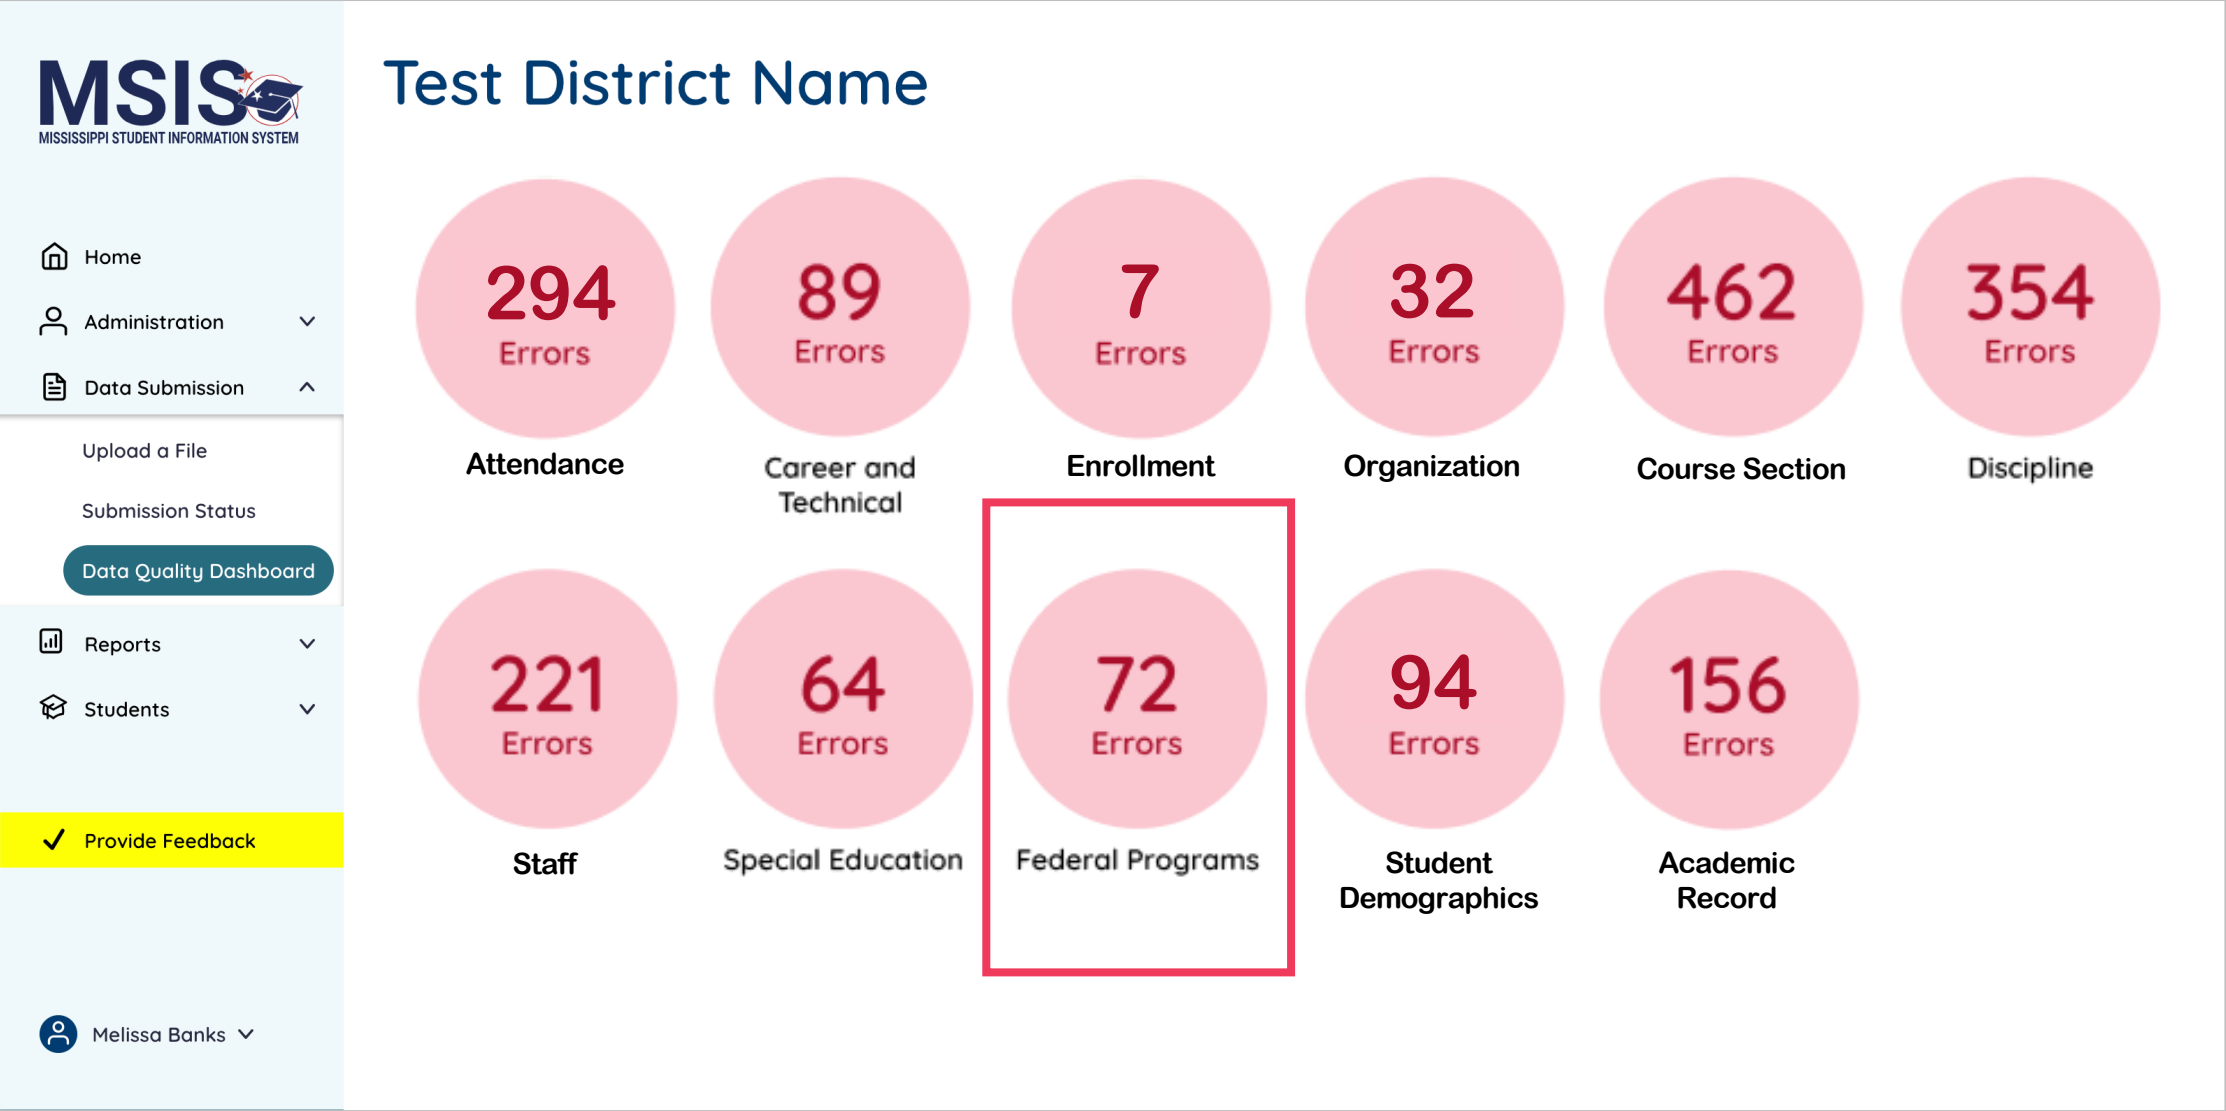 MSIS
MISSISSIPPI STUDENT INFORMATION SYSTEM
Home
Administration
Data Submission
Upload a File
Submission Status
Data Quality Dashboard
Reports
Students
Provide Feedback
Melissa Banks
Test District Name
294
Errors
Attendance
89
Errors
Career and
Technical
7
Errors
Enrollment
32
Errors
Organization
462
Errors
Course Section
354
Errors
Discipline
221
Errors
Staff
64
Errors
Special Education
72
Errors
Federal Programs
94
Errors
Student
Demographics
156
Errors
Academic
Record